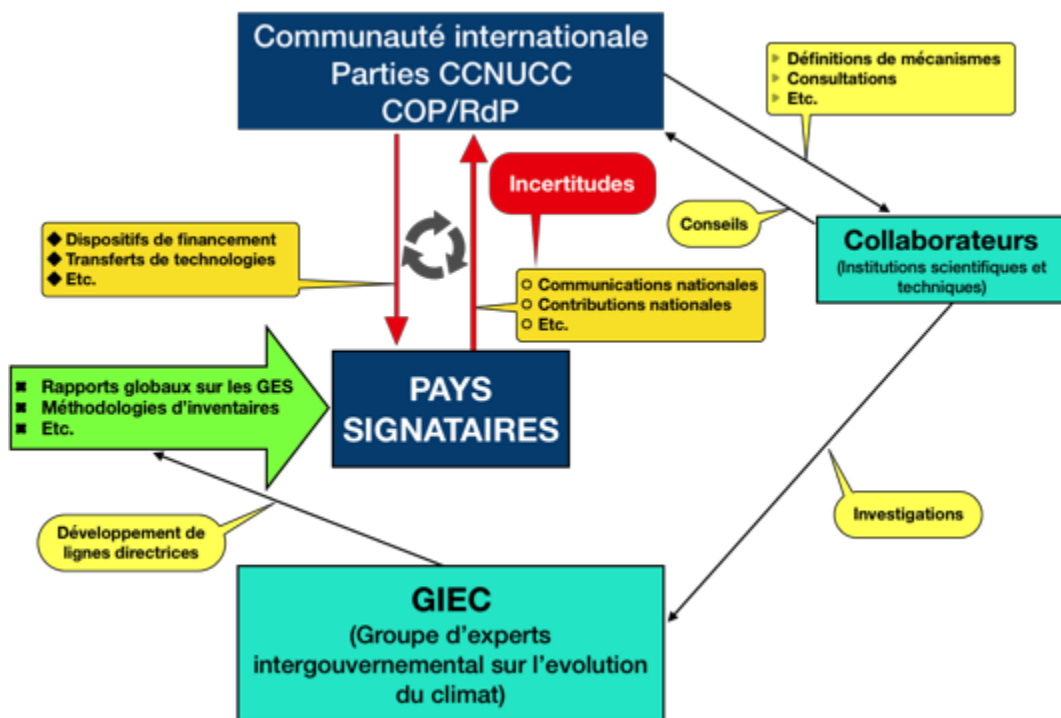 Communauté internationale
Parties CCNUCC
COP/RdP
Définitions de mécanismes
Consultations
Etc.
Incertitudes
Conseils
Collaborateurs
(Institutions scientifiques et
techniques)
Dispositifs de financement
Transferts de technologies
Etc.
Communications nationales
Contributions nationales
Etc.
Rapports globaux sur les GES
Méthodologies d'inventaires
Etc.
PAYS
SIGNATAIRES
Développement de
lignes directrices
Investigations
GIEC
(Groupe d'experts
intergouvernemental sur l'evolution
du climat)